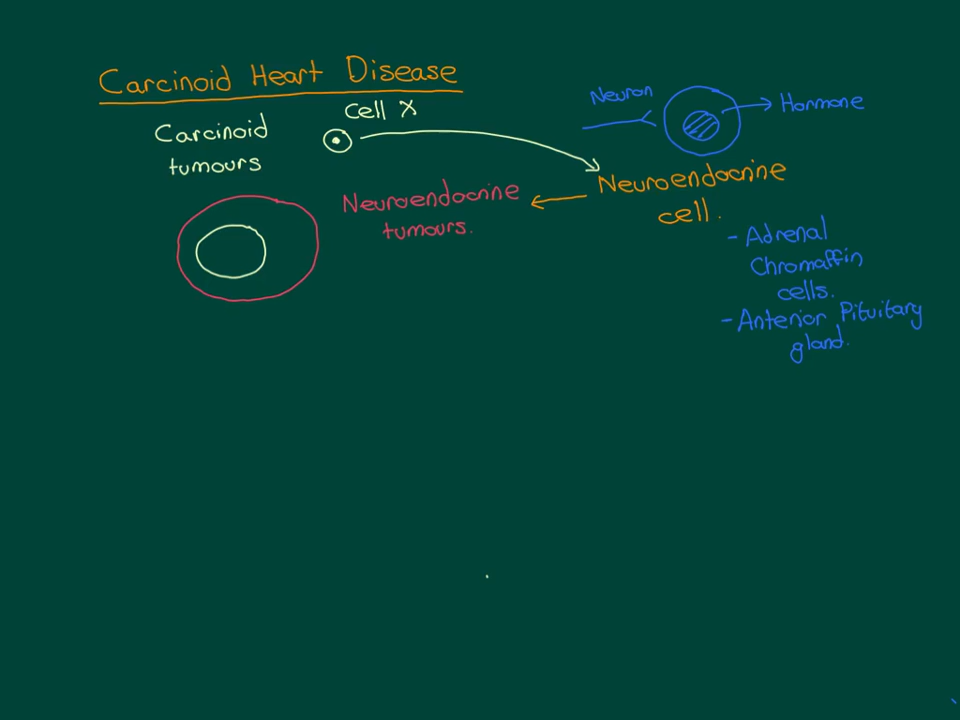 Carcinoid Heart Disease
Carcinoid
tumours
Cell X
Neuron
Hormone
Neuroendocrine
cell.
Neuroendocrine
tumours.
- Adrenal
Chromaffin
cells.
- Anterior Pituitary
gland.